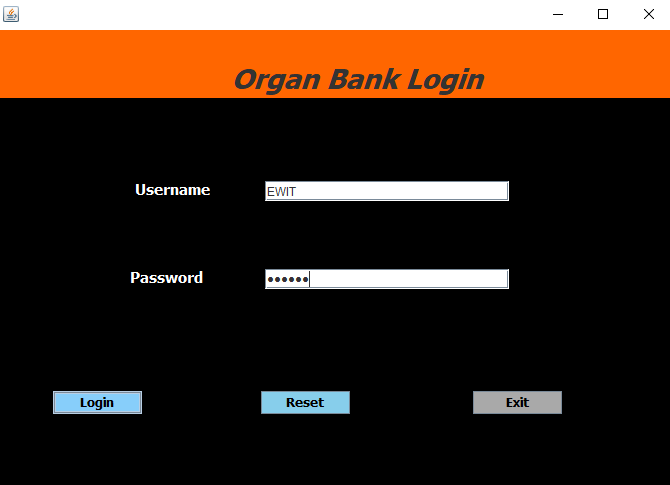 Organ Bank Login
Username
EWIT
Password
••••••
Login
Reset
Exit